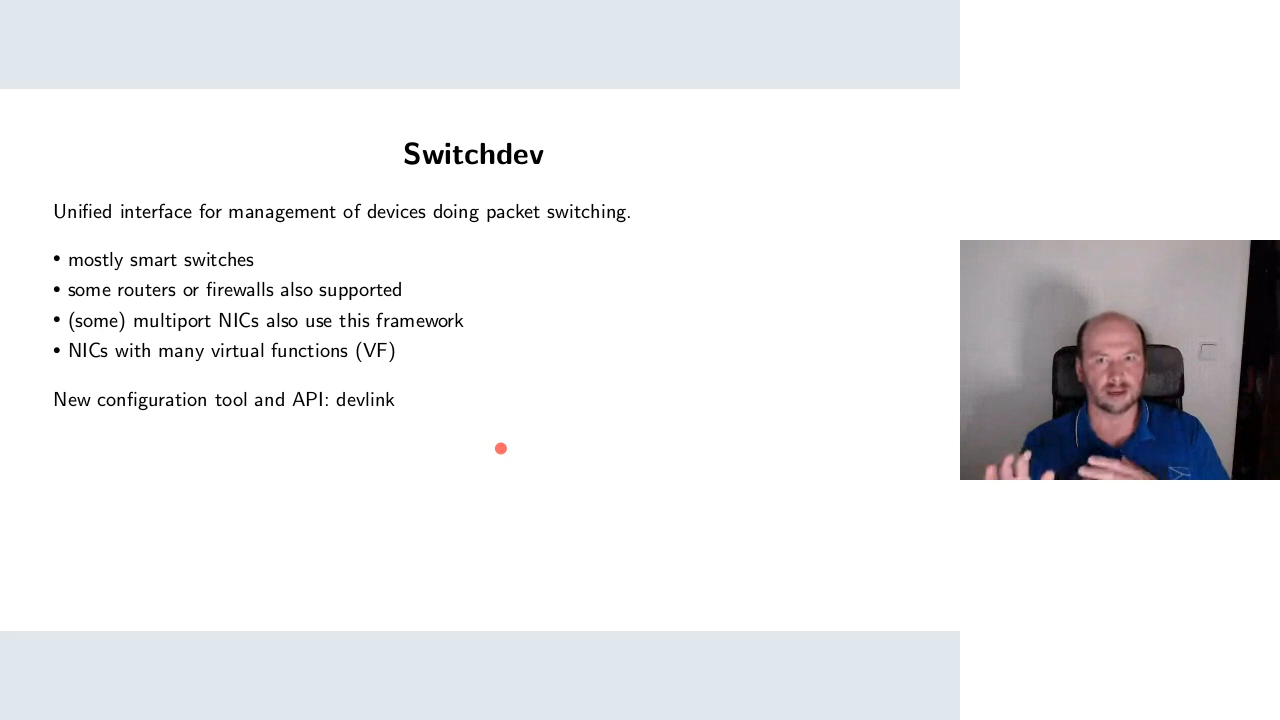 Switchdev
Unified interface for management of devices doing packet switching.
• mostly smart switches
• some routers or firewalls also supported
• (some) multiport NICs also use this framework
• NICs with many virtual functions (VF)
New configuration tool and API: devlink